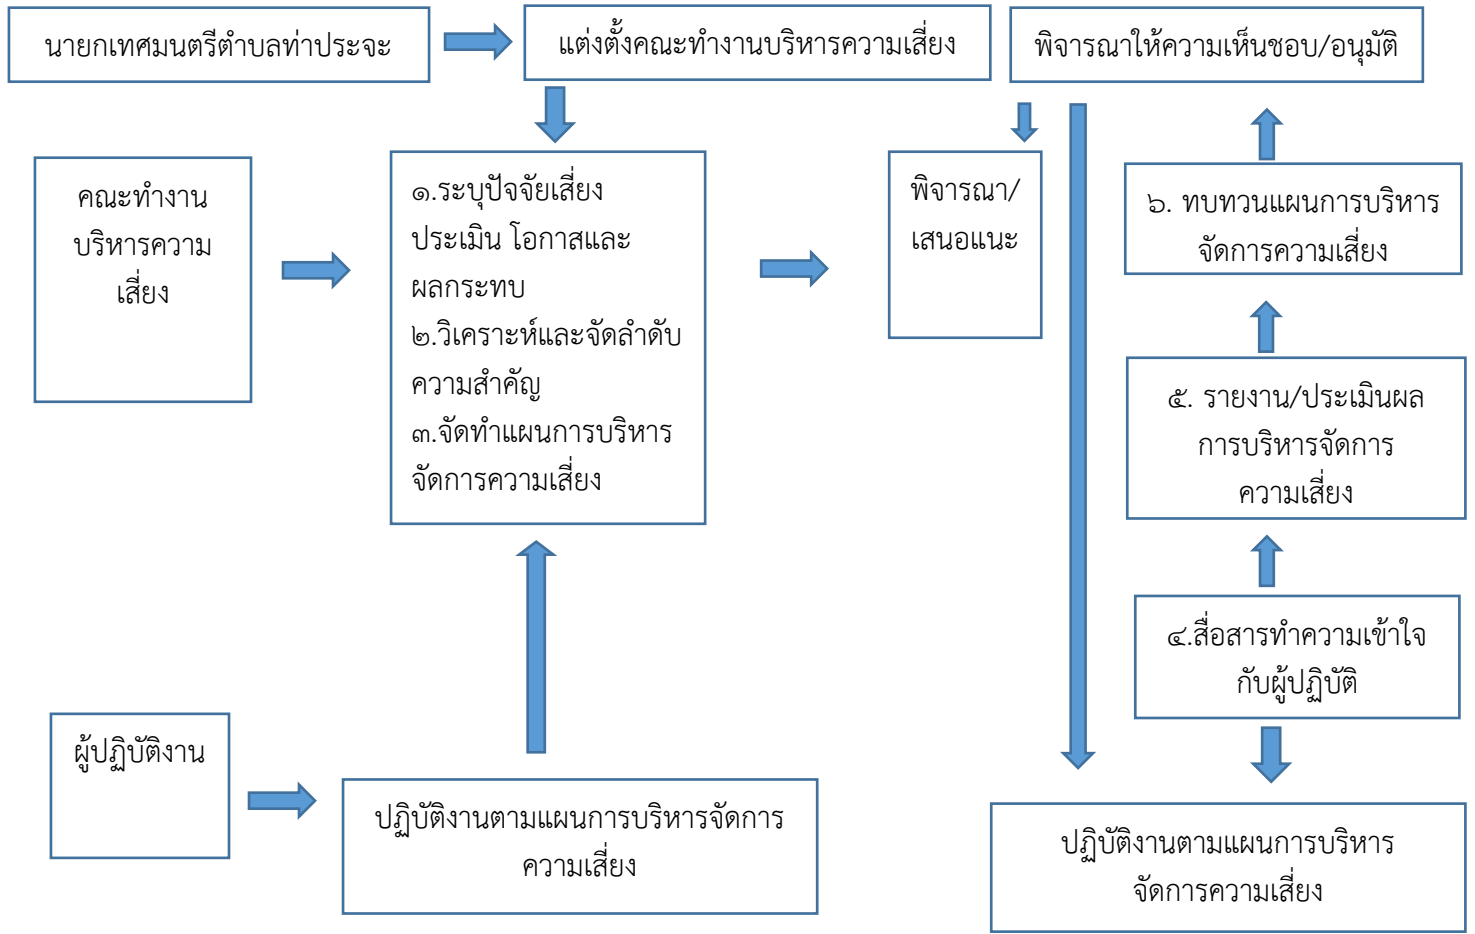 นายกเทศมนตรีตำบลท่าประจะ
แต่งตั้งคณะทำงานบริหารความเสี่ยง
พิจารณาให้ความเห็นชอบ/อนุมัติ
คณะทำงาน
บริหารความ
เสี่ยง
๑.ระบุปัจจัยเสี่ยง
ประเมิน โอกาสและ
ผลกระทบ
๒.วิเคราะห์และจัดลำดับ
ความสำคัญ
๓.จัดทำแผนการบริหาร
จัดการความเสี่ยง
พิจารณา/
เสนอแนะ
๖. ทบทวนแผนการบริหาร
จัดการความเสี่ยง
๕. รายงาน/ประเมินผล
การบริหารจัดการ
ความเสี่ยง
๔.สื่อสารทำความเข้าใจ
กับผู้ปฏิบัติ
ผู้ปฏิบัติงาน
ปฏิบัติงานตามแผนการบริหารจัดการ
ความเสี่ยง
ปฏิบัติงานตามแผนการบริหาร
จัดการความเสี่ยง